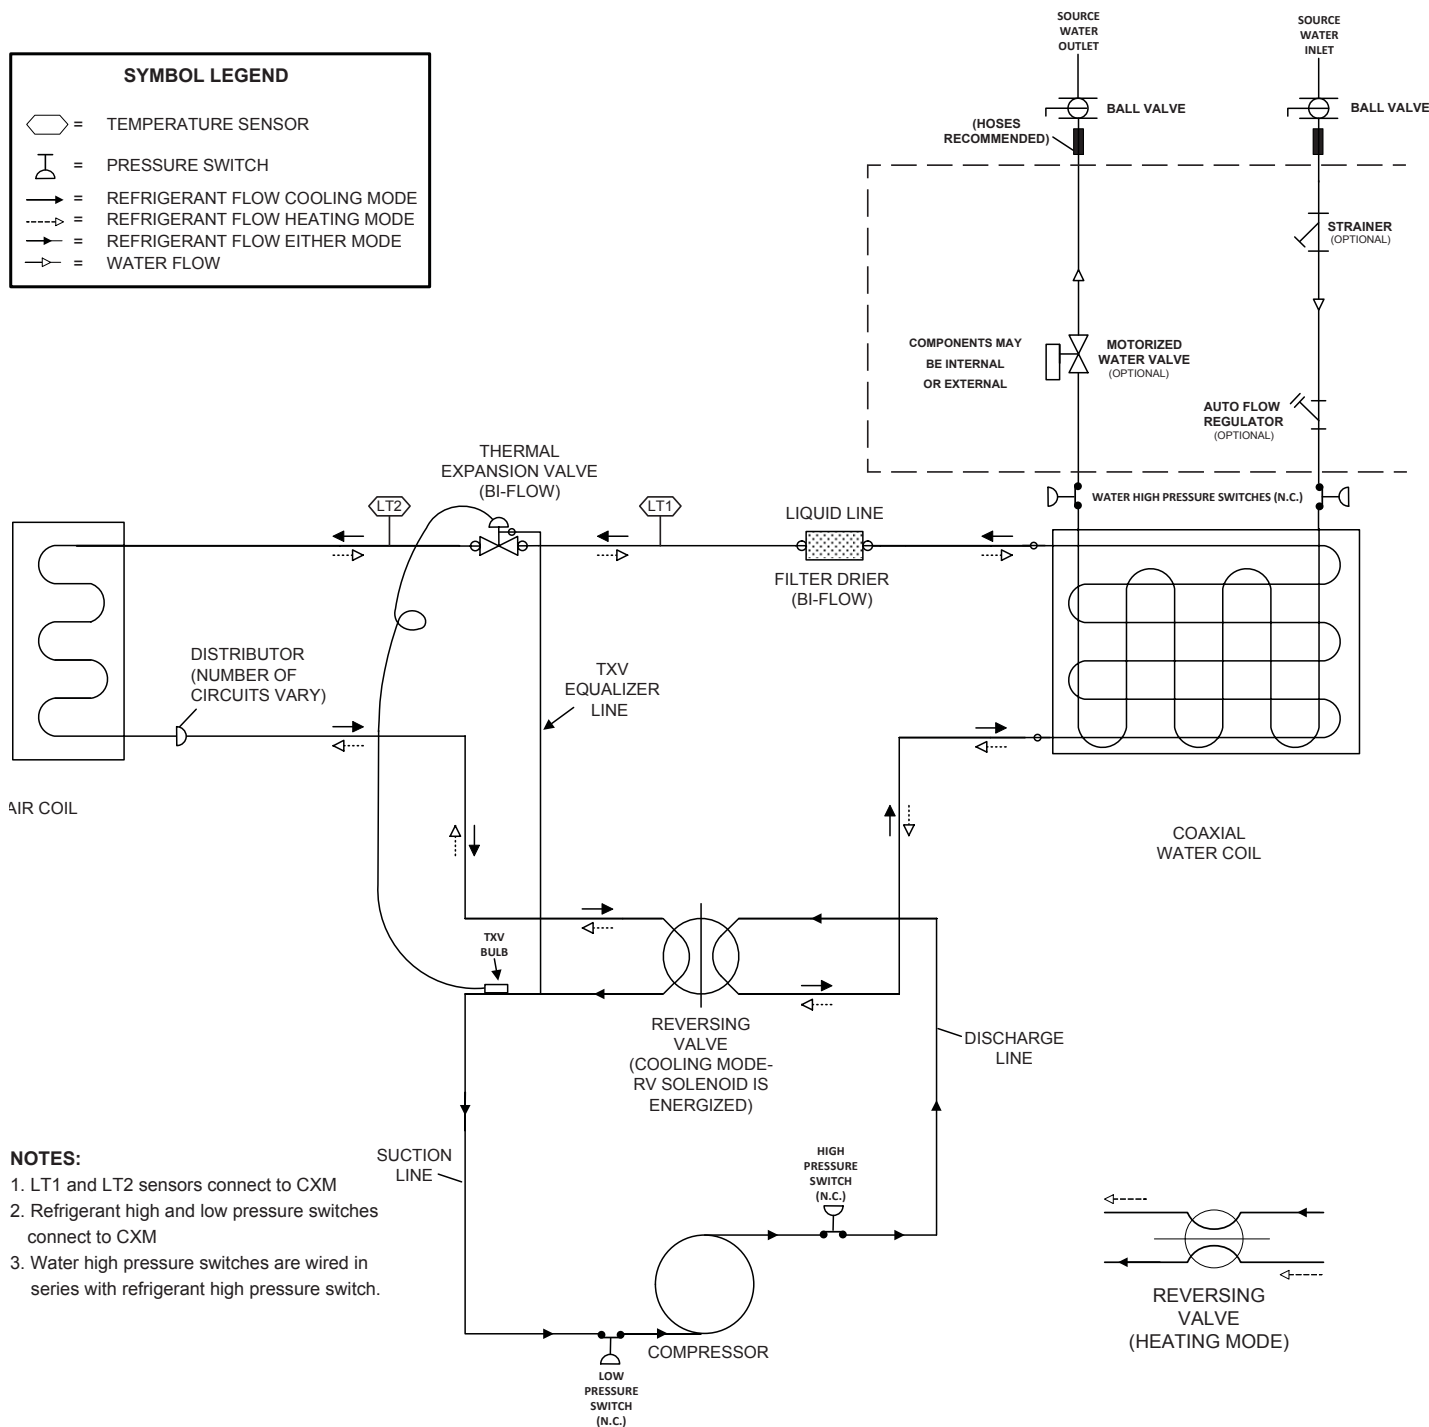 SYMBOL LEGEND
= TEMPERATURE SENSOR
= PRESSURE SWITCH
= REFRIGERANT FLOW COOLING MODE
= REFRIGERANT FLOW HEATING MODE
= REFRIGERANT FLOW EITHER MODE
= WATER FLOW
SOURCE
WATER
OUTLET
SOURCE
WATER
INLET
BALL VALVE
BALL VALVE
(HOSES
RECOMMENDED)
STRAINER
(OPTIONAL)
COMPONENTS MAY
BE INTERNAL
OR EXTERNAL
MOTORIZED
WATER VALVE
(OPTIONAL)
AUTO FLOW
REGULATOR
(OPTIONAL)
THERMAL
EXPANSION VALVE
(BI-FLOW)
LT2
LT1
LIQUID LINE
FILTER DRIER
(BI-FLOW)
WATER HIGH PRESSURE SWITCHES (N.C.)
DISTRIBUTOR
(NUMBER OF
CIRCUITS VARY)
TXV
EQUALIZER
LINE
AIR COIL
COAXIAL
WATER COIL
TXV
BULB
REVERSING
VALVE
(COOLING MODE-
RV SOLENOID IS
ENERGIZED)
DISCHARGE
LINE
SUCTION
LINE
HIGH
PRESSURE
SWITCH
(N.C.)
COMPRESSOR
LOW
PRESSURE
SWITCH
(N.C.)
REVERSING
VALVE
(HEATING MODE)
NOTES:
1. LT1 and LT2 sensors connect to CXM
2. Refrigerant high and low pressure switches
connect to CXM
3. Water high pressure switches are wired in
series with refrigerant high pressure switch.